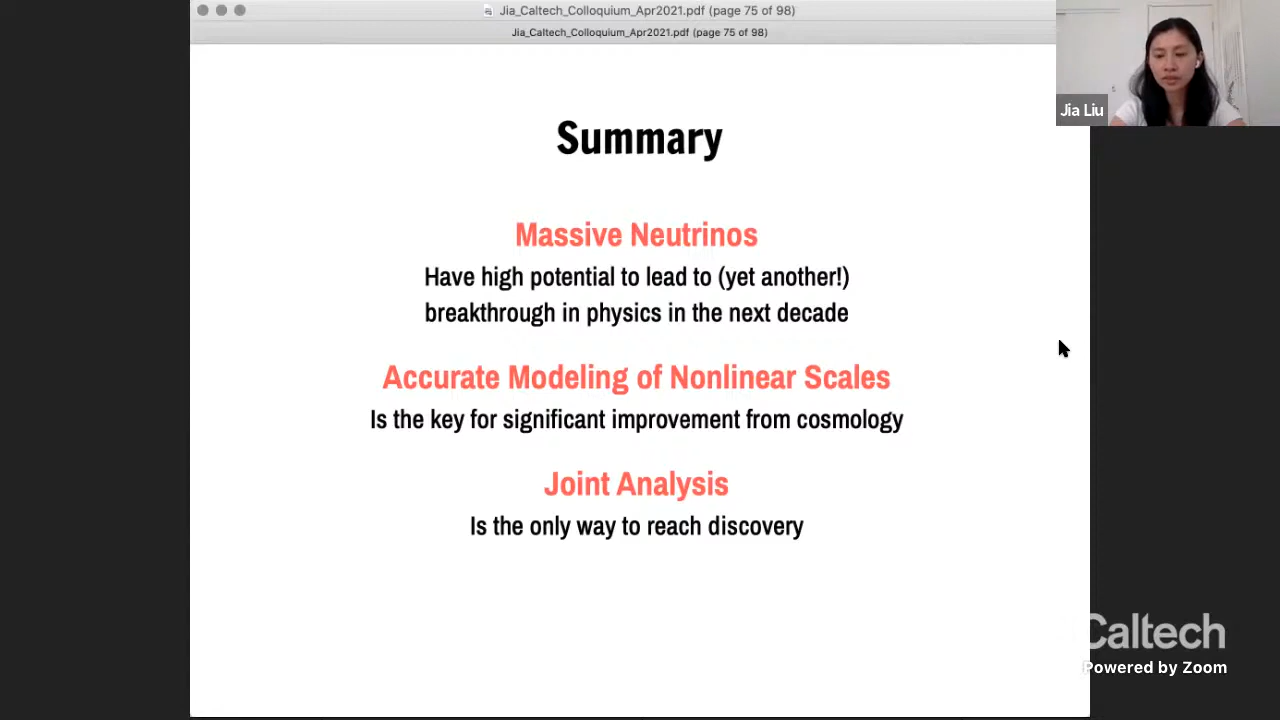 Jia_Caltech_Colloquium_Apr2021.pdf (page 75 of 98)
Jia_Caltech_Colloquium_Apr2021.pdf (page 75 of 98)
Jia Liu
Summary
Massive Neutrinos
Have high potential to lead to (yet another!)
breakthrough in physics in the next decade
Accurate Modeling of Nonlinear Scales
Is the key for significant improvement from cosmology
Joint Analysis
Is the only way to reach discovery
Caltech
Powered by Zoom